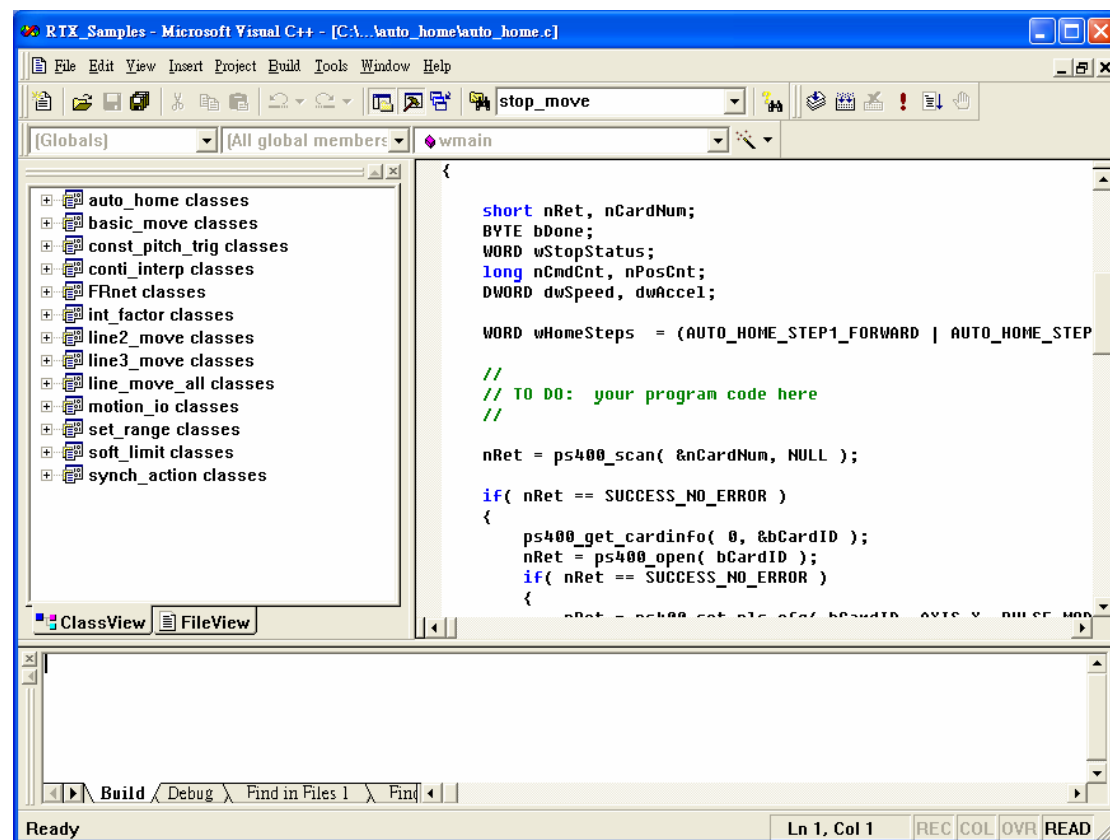 RTX_Samples - Microsoft Visual C++ - [C:\...\auto_home\auto_home.c]
File Edit View Insert Project Build Tools Window Help
stop_move
(Globals) (All global members wmain
auto_home classes
basic_move classes
const_pitch_trig classes
conti_interp classes
FRnet classes
int_factor classes
line2_move classes
line3_move classes
line_move_all classes
motion_io classes
set_range classes
soft_limit classes
synch_action classes
ClassView FileView
{
short nRet, nCardNum;
BYTE bDone;
WORD wStopStatus;
long nCmdCnt, nPosCnt;
DWORD dwSpeed, dwAccel;
WORD wHomeSteps = (AUTO_HOME_STEP1_FORWARD | AUTO_HOME_STEP
//
// TO DO: your program code here
//
nRet = ps400_scan( &nCardNum, NULL );
if( nRet == SUCCESS_NO_ERROR )
{
ps400_get_cardinfo( 0, &bCardID );
nRet = ps400_open( bCardID );
if( nRet == SUCCESS_NO_ERROR )
{
Build Debug Find in Files 1 Find
Ready Ln 1, Col 1 REC COL OVR READ